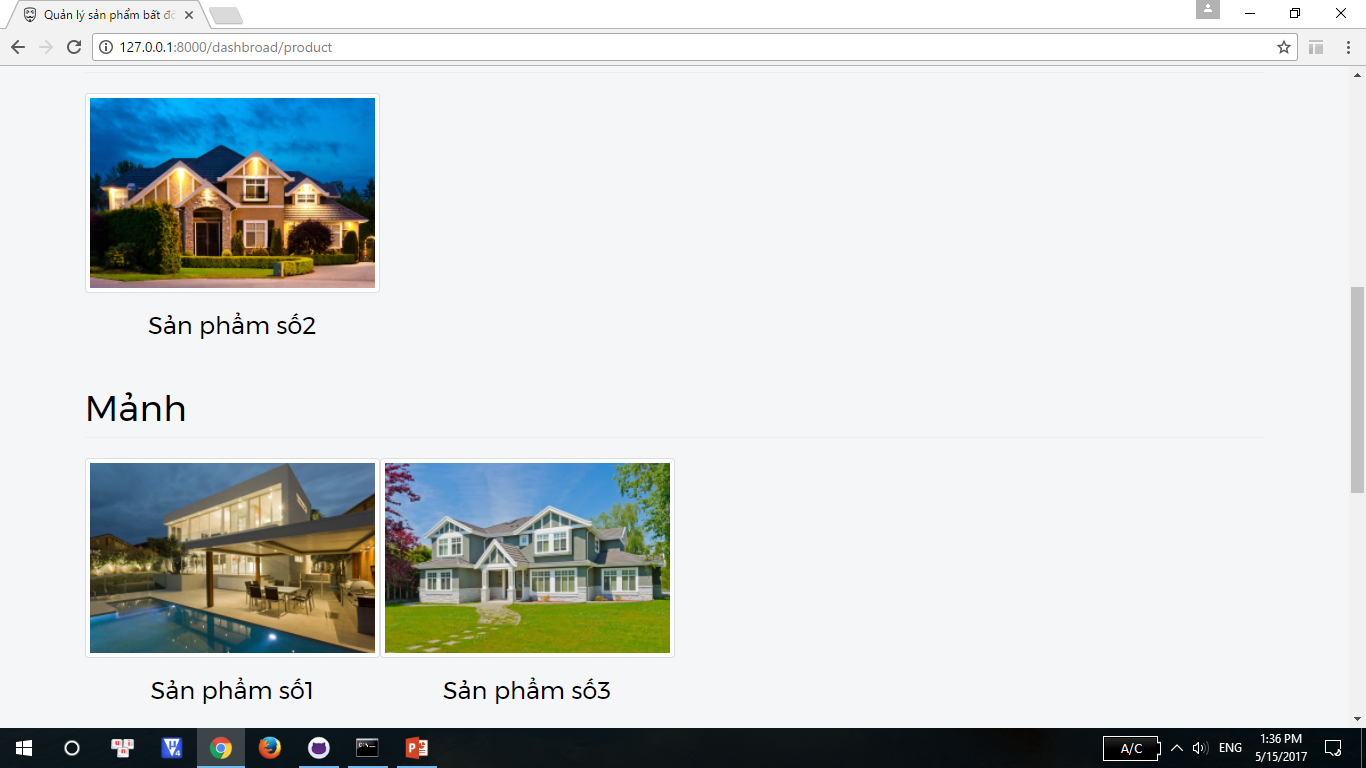 Quản lý sản phẩm bất đô
127.0.0.1:8000/dashbroad/product
Sản phẩm số2
Mảnh
Sản phẩm số1
Sản phẩm số3
A/C
ENG
1:36 PM
5/15/2017